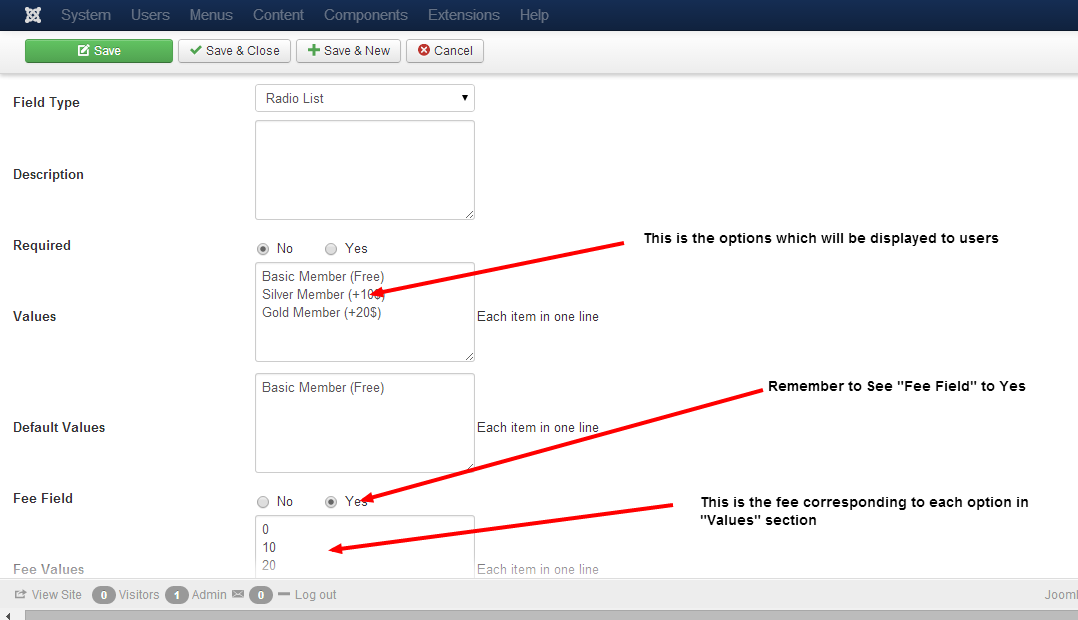 System Users Menus Content Components Extensions Help
Save Save & Close Save & New Cancel
Field Type Radio List
Description
Required No Yes
This is the options which will be displayed to users
Basic Member (Free)
Silver Member (+10$)
Gold Member (+20$)
Values Each item in one line
Basic Member (Free)
Remember to See "Fee Field" to Yes
Default Values Each item in one line
Fee Field No Yes
This is the fee corresponding to each option in
"Values" section
0
10
20
Fee Values Each item in one line
View Site 0 Visitors 1 Admin 0 Log out Jooml